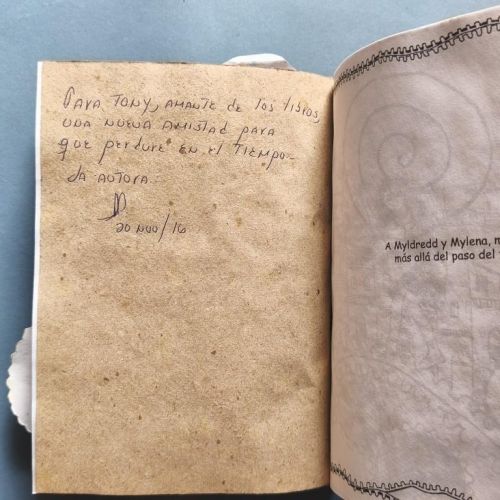 Para Tony, amante de los libros,
una nueva amistad para
que perdure en el tiempo-
La autora.
20 nov/16
A Myldredd y Mylena, m
más allá del paso del